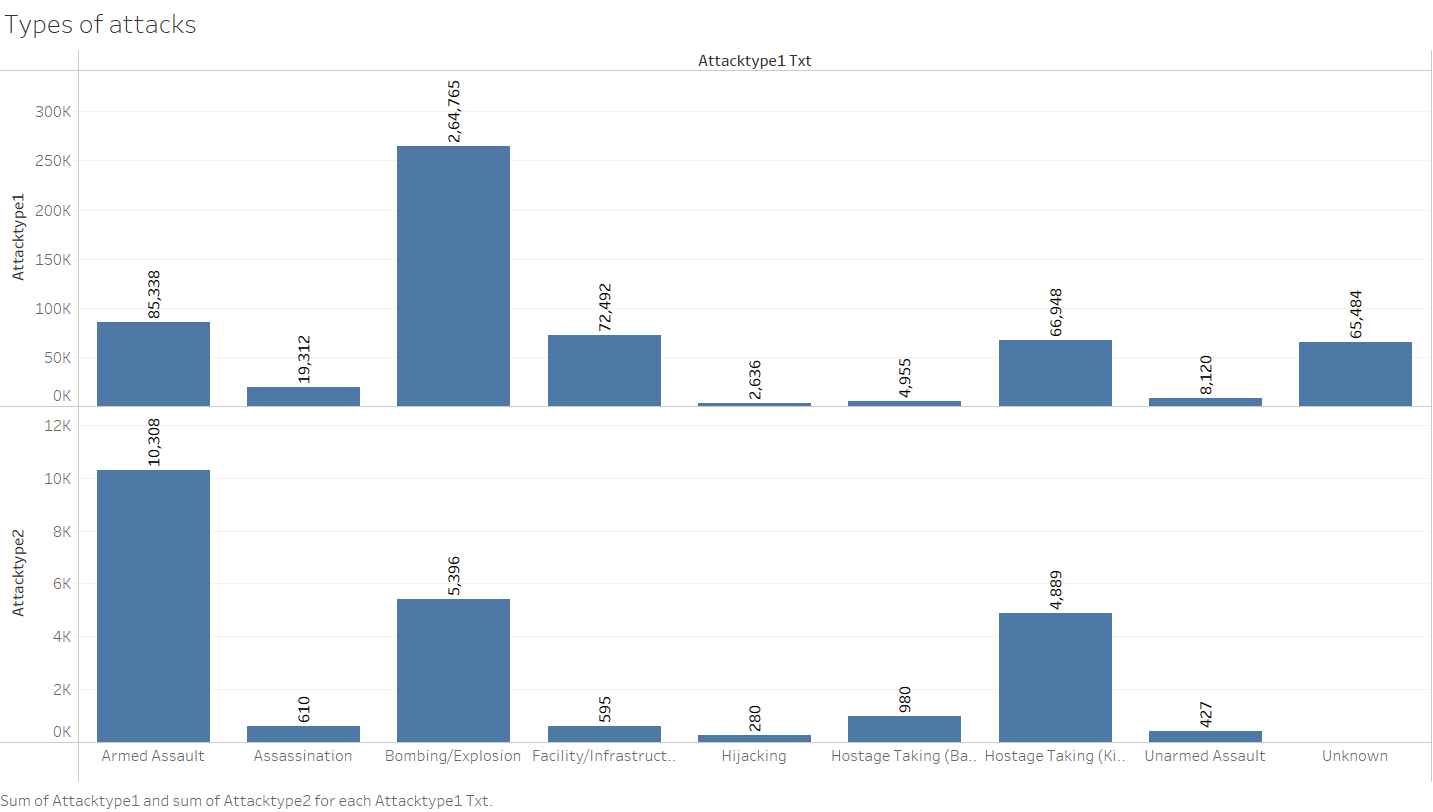 Types of attacks
Attacktype1 Txt
Attacktype1
300K
250K
200K
150K
100K
50K
0K
85,338
19,312
2,64,765
72,492
2,636
4,955
66,948
8,120
65,484
Attacktype2
12K
10K
8K
6K
4K
2K
0K
10,308
610
5,396
595
280
980
4,889
427
Armed Assault
Assassination
Bombing/Explosion
Facility/Infrastruct..
Hijacking
Hostage Taking (Ba..
Hostage Taking (Ki..
Unarmed Assault
Unknown
Sum of Attacktype1 and sum of Attacktype2 for each Attacktype1 Txt.